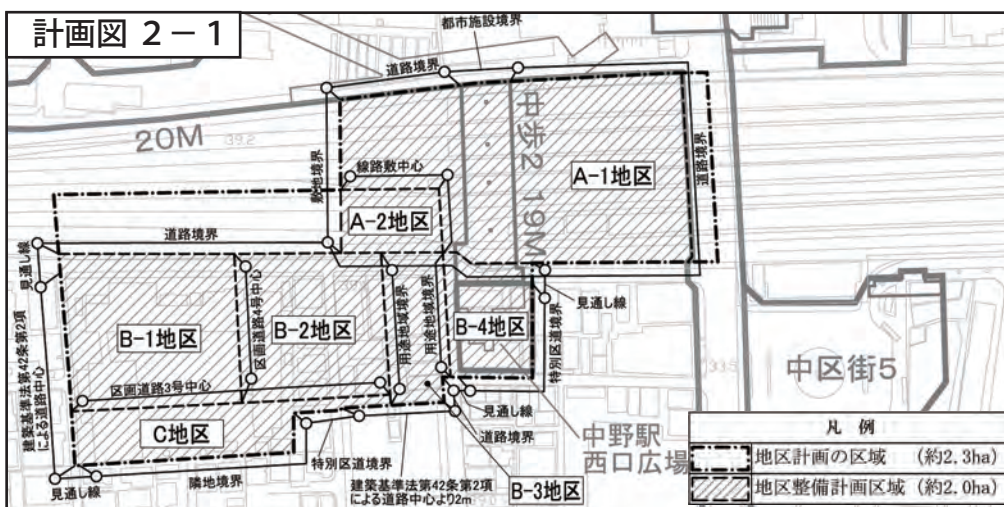 計画図 2－1
都市施設境界
道路境界
20M
39.2
中歩2 19M
敷地境界
線路敷中心
A-1地区
道路境界
A-2地区
道路境界
見通し線
見通し線
B-1地区
区画道路4号中心
B-2地区
用途地域境界
用途地域境界
B-4地区
特別区道境界
33.5
中区街5
建築基準法第42条第2項
による道路中心
区画道路3号中心
C地区
見通し線
道路境界
中野駅
西口広場
特別区道境界
見通し線
隣地境界
建築基準法第42条第2項
による道路中心より2m
B-3地区
凡 例
地区計画の区域 (約2.3ha)
地区整備計画区域 (約2.0ha)